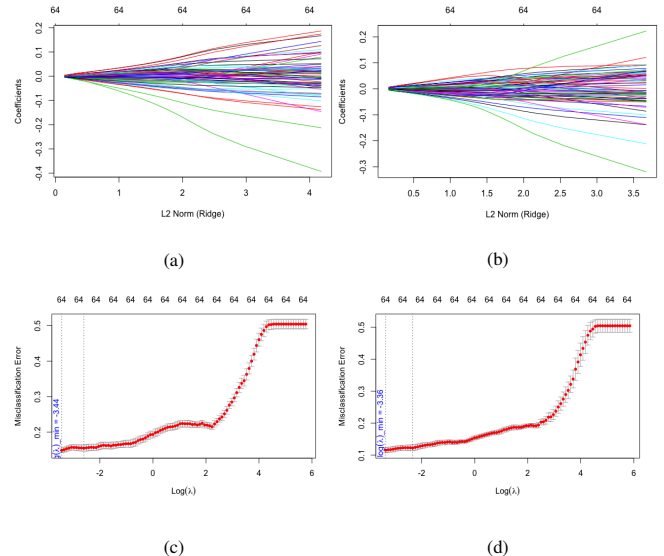 64 64 64 64 64
Coefficients
0.2
0.1
0.0
-0.1
-0.2
-0.3
-0.4
0 1 2 3 4
L2 Norm (Ridge)
(a)
64 64 64 64
Coefficients
0.2
0.1
0.0
-0.1
-0.2
-0.3
0.5 1.0 1.5 2.0 2.5 3.0 3.5
L2 Norm (Ridge)
(b)
64 64 64 64 64 64 64 64 64 64 64 64 64 64
Misclassification Error
0.5
0.4
0.3
0.2
g(λ)_min = -3.44
-2 0 2 4 6
Log(λ)
(c)
64 64 64 64 64 64 64 64 64 64 64 64 64 64
Misclassification Error
0.5
0.4
0.3
0.2
0.1
log(λ)_min = -3.36
-2 0 2 4 6
Log(λ)
(d)